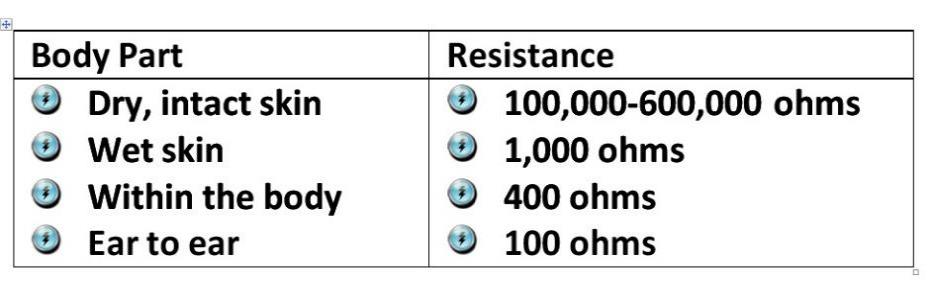 Body Part Resistance
Dry, intact skin 100,000-600,000 ohms
Wet skin 1,000 ohms
Within the body 400 ohms
Ear to ear 100 ohms